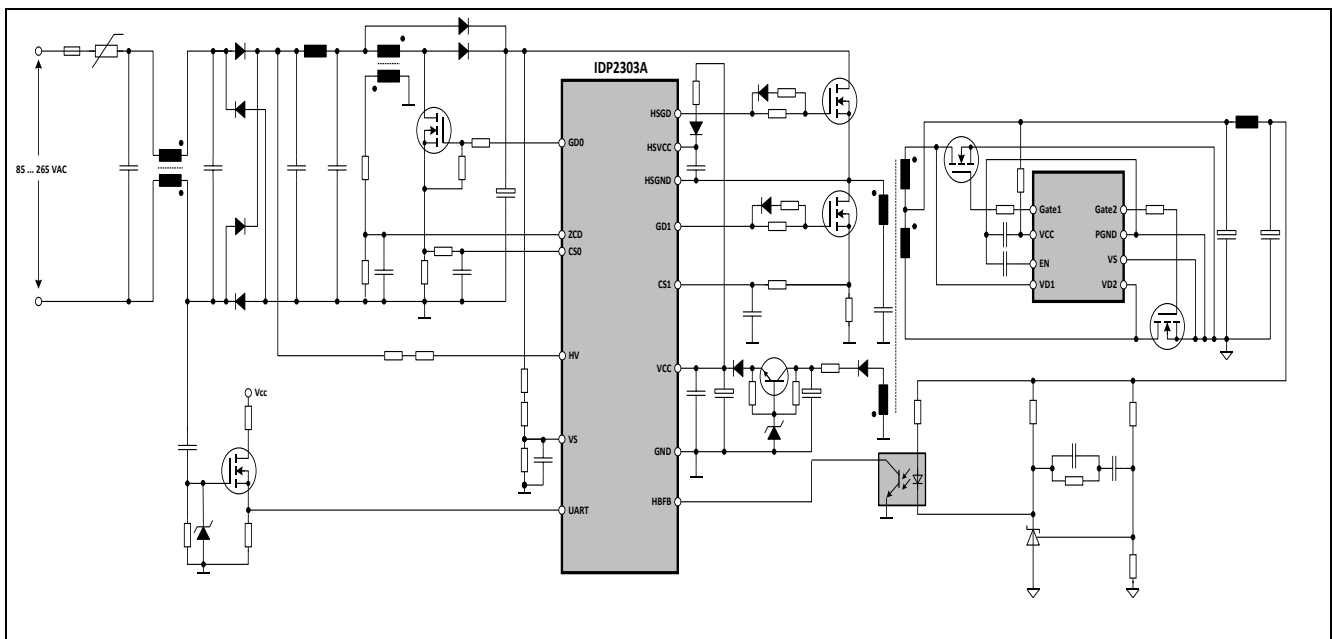 IDP2303A
85 ... 265 VAC
Vcc
GD0
ZCD
CS0
HV
VS
UART
HSGD
HSVCC
HSGND
GD1
CS1
VCC
GND
HBFB
Gate1
VCC
EN
VD1
Gate2
PGND
VS
VD2